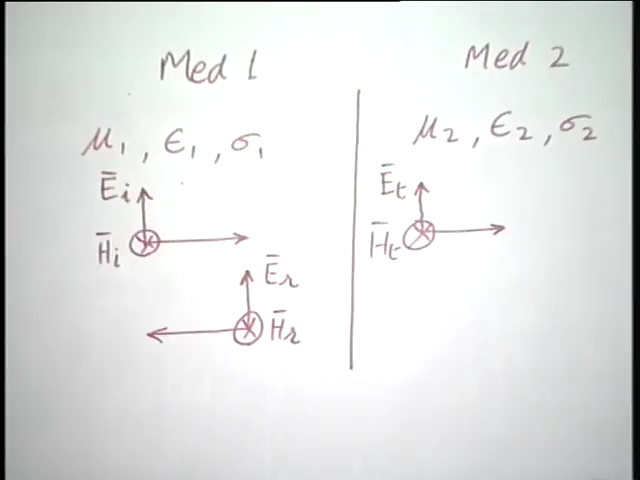 Med 1
Med 2
μ₁, ϵ₁, σ₁
μ₂, ϵ₂, σ₂
Ēi
Ēt
H̄i
H̄t
Ēr
H̄r